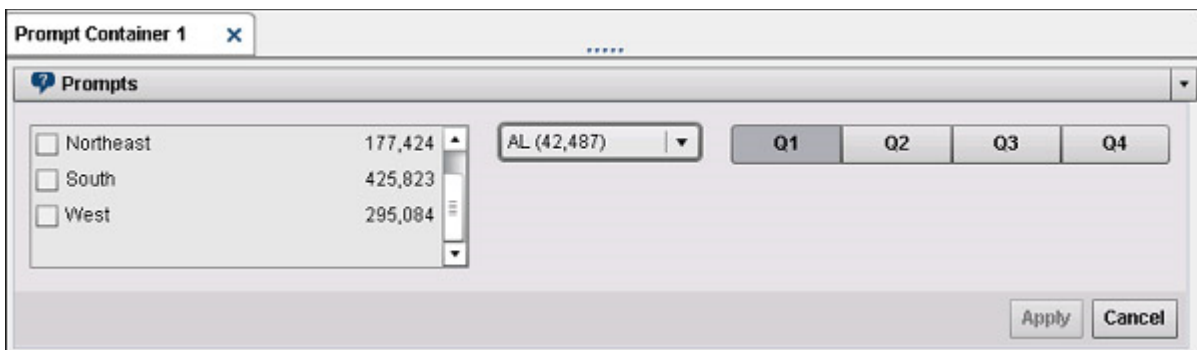 Prompt Container 1
Prompts
Northeast 177,424
South 425,823
West 295,084
AL (42,487)
Q1 Q2 Q3 Q4
Apply Cancel